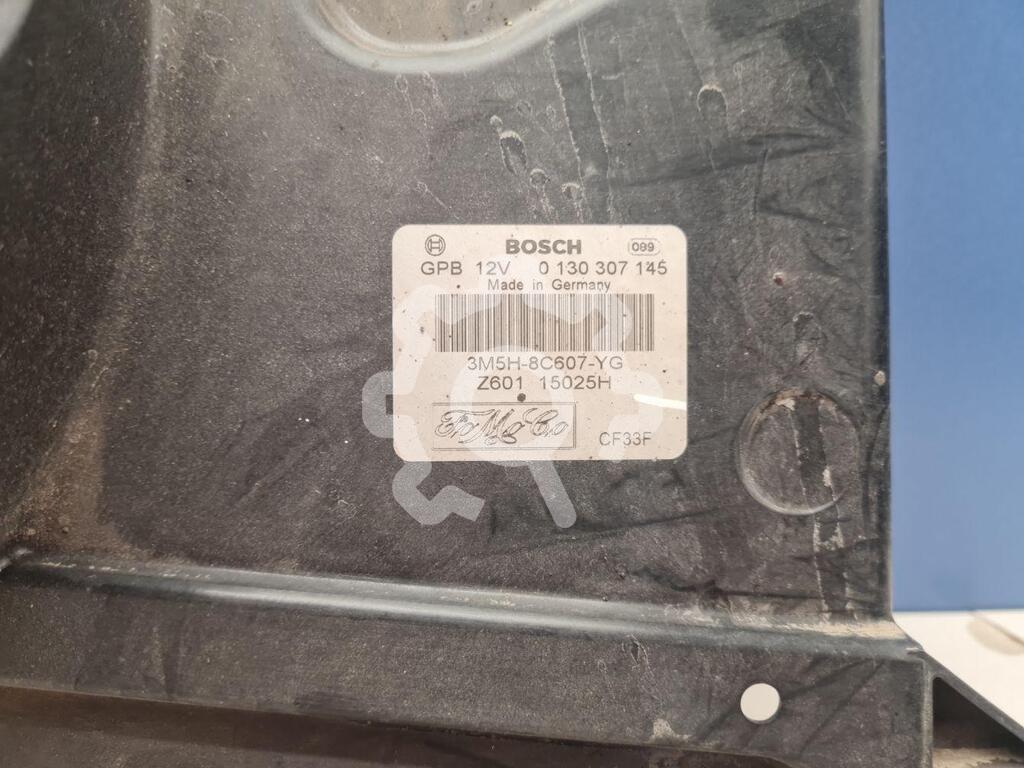 BOSCH 099
GPB 12V 0 130 307 145
Made in Germany
3M5H-8C607-YG
Z601 15025H
FoMoCo
CF33F